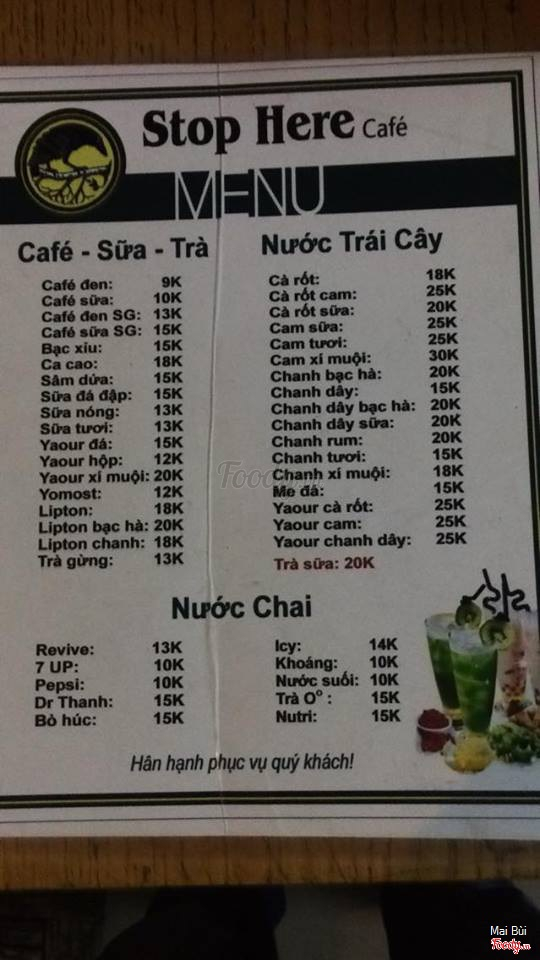 Stop Here Café
MENU
Café - Sữa - Trà
Café đen: 9K
Café sữa: 10K
Café đen SG: 13K
Café sữa SG: 15K
Bạc xỉu: 15K
Ca cao: 18K
Sâm dứa: 15K
Sữa đá đập: 15K
Sữa nóng: 13K
Sữa tươi: 13K
Yaour đá: 15K
Yaour hộp: 12K
Yaour xí muội: 20K
Yomost: 12K
Lipton: 18K
Lipton bạc hà: 20K
Lipton chanh: 18K
Trà gừng: 13K
Nước Trái Cây
Cà rốt: 18K
Cà rốt cam: 25K
Cà rốt sữa: 20K
Cam sữa: 25K
Cam tươi: 25K
Cam xí muội: 30K
Chanh bạc hà: 20K
Chanh dây: 15K
Chanh dây bạc hà: 20K
Chanh dây sữa: 20K
Chanh rum: 20K
Chanh tươi: 15K
Chanh xí muội: 18K
Me đá: 15K
Yaour cà rốt: 25K
Yaour cam: 25K
Yaour chanh dây: 25K
Trà sữa: 20K
Nước Chai
Revive: 13K
7 UP: 10K
Pepsi: 10K
Dr Thanh: 15K
Bò húc: 15K
Icy: 14K
Khoáng: 10K
Nước suối: 10K
Trà O°: 15K
Nutri: 15K
Hân hạnh phục vụ quý khách!
Mai Bùi
Foody.vn